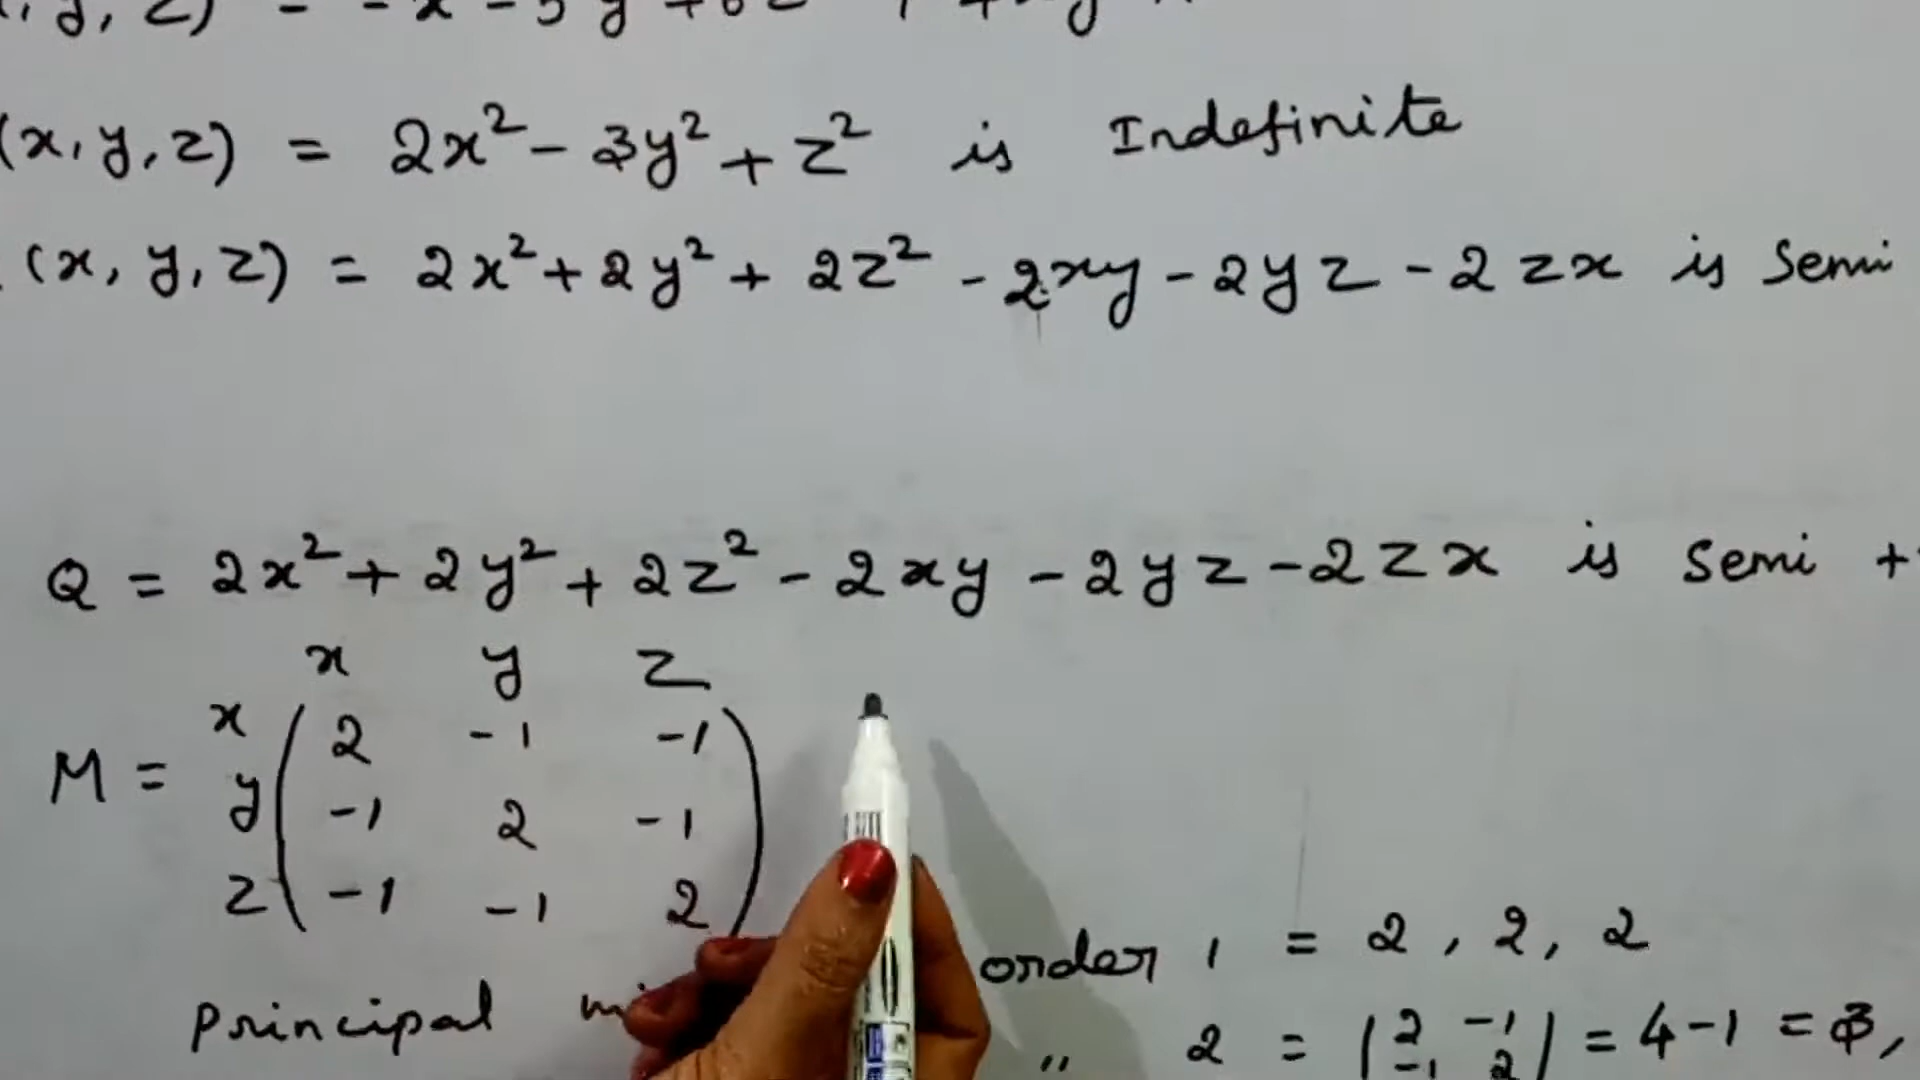 (x, y, z) = 2x² - 3y² + z² is Indefinite
(x, y, z) = 2x² + 2y² + 2z² - 2xy - 2yz - 2zx is Semi
Q = 2x² + 2y² + 2z² - 2xy - 2yz - 2zx is Semi +
x y z
x 2 -1 -1
M = y -1 2 -1
z -1 -1 2
Principal order 1 = 2, 2, 2
" 2 = | 2 -1 | = 4-1 = 3,
-1 2